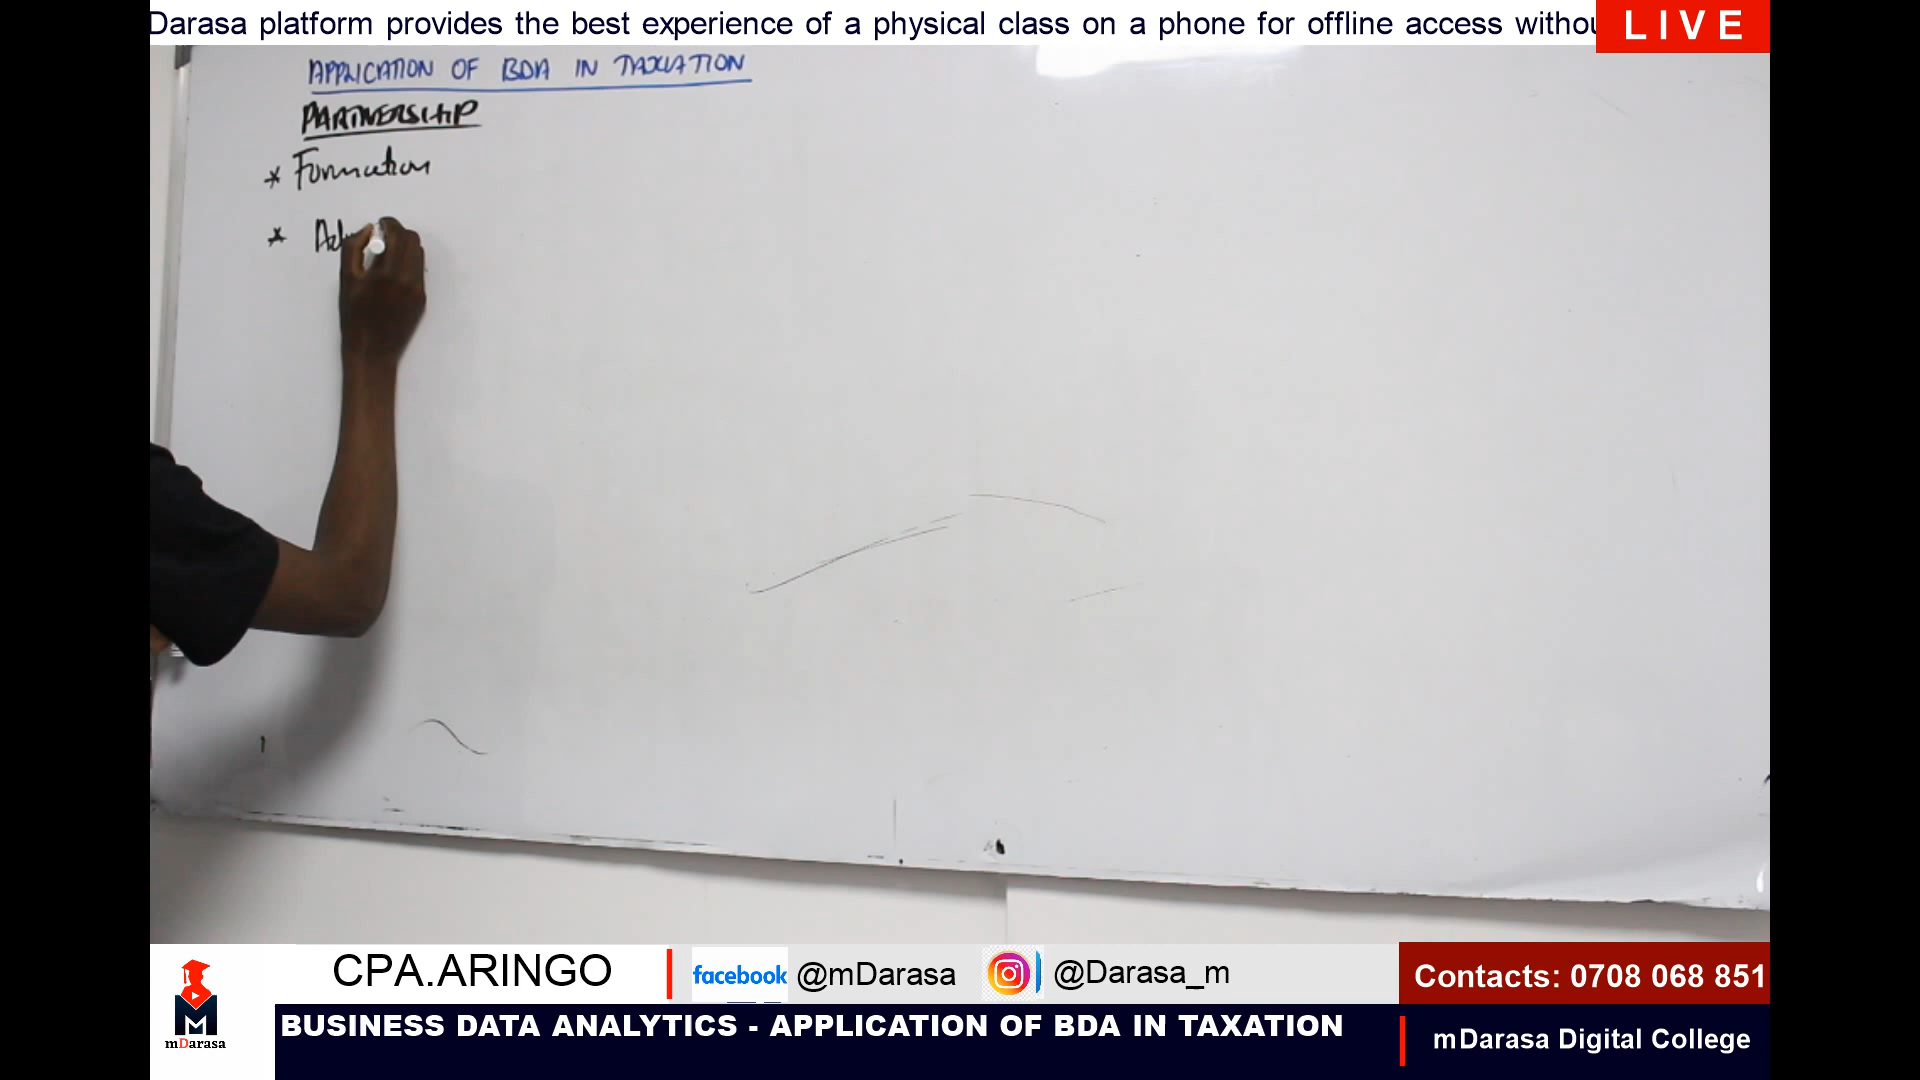 Darasa platform provides the best experience of a physical class on a phone for offline access withou
LIVE
APPLICATION OF BDA IN TAXATION
PARTNERSHIP
* Formation
* Ad
CPA.ARINGO
facebook @mDarasa
@Darasa_m
Contacts: 0708 068 851
M
mDarasa
BUSINESS DATA ANALYTICS - APPLICATION OF BDA IN TAXATION
mDarasa Digital College